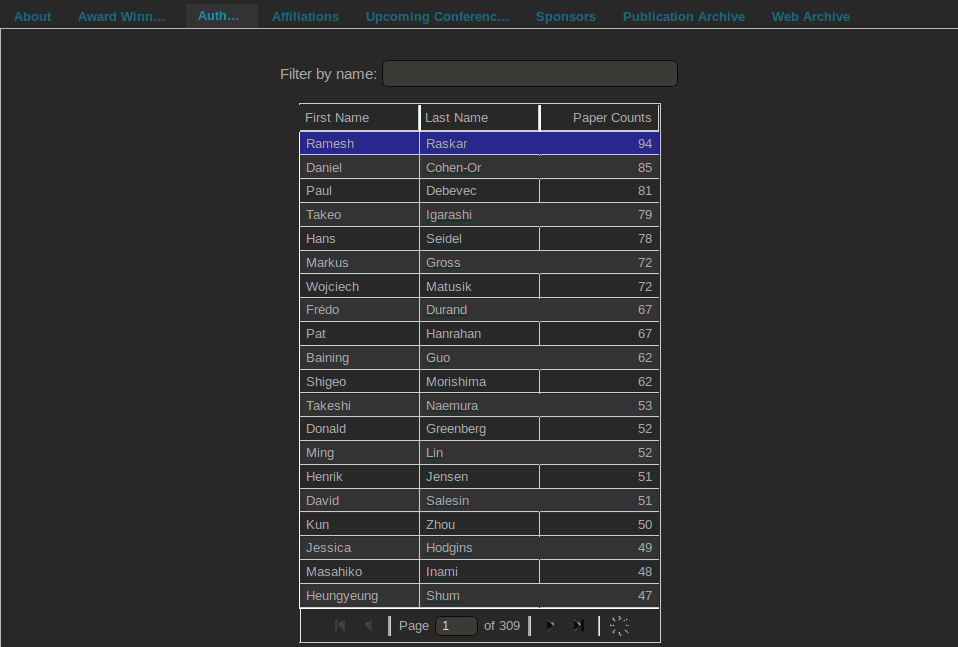 About Award Winn... Auth... Affiliations Upcoming Conferenc... Sponsors Publication Archive Web Archive
Filter by name:
First Name Last Name Paper Counts
Ramesh Raskar 94
Daniel Cohen-Or 85
Paul Debevec 81
Takeo Igarashi 79
Hans Seidel 78
Markus Gross 72
Wojciech Matusik 72
Frédo Durand 67
Pat Hanrahan 67
Baining Guo 62
Shigeo Morishima 62
Takeshi Naemura 53
Donald Greenberg 52
Ming Lin 52
Henrik Jensen 51
David Salesin 51
Kun Zhou 50
Jessica Hodgins 49
Masahiko Inami 48
Heungyeung Shum 47
Page 1 of 309